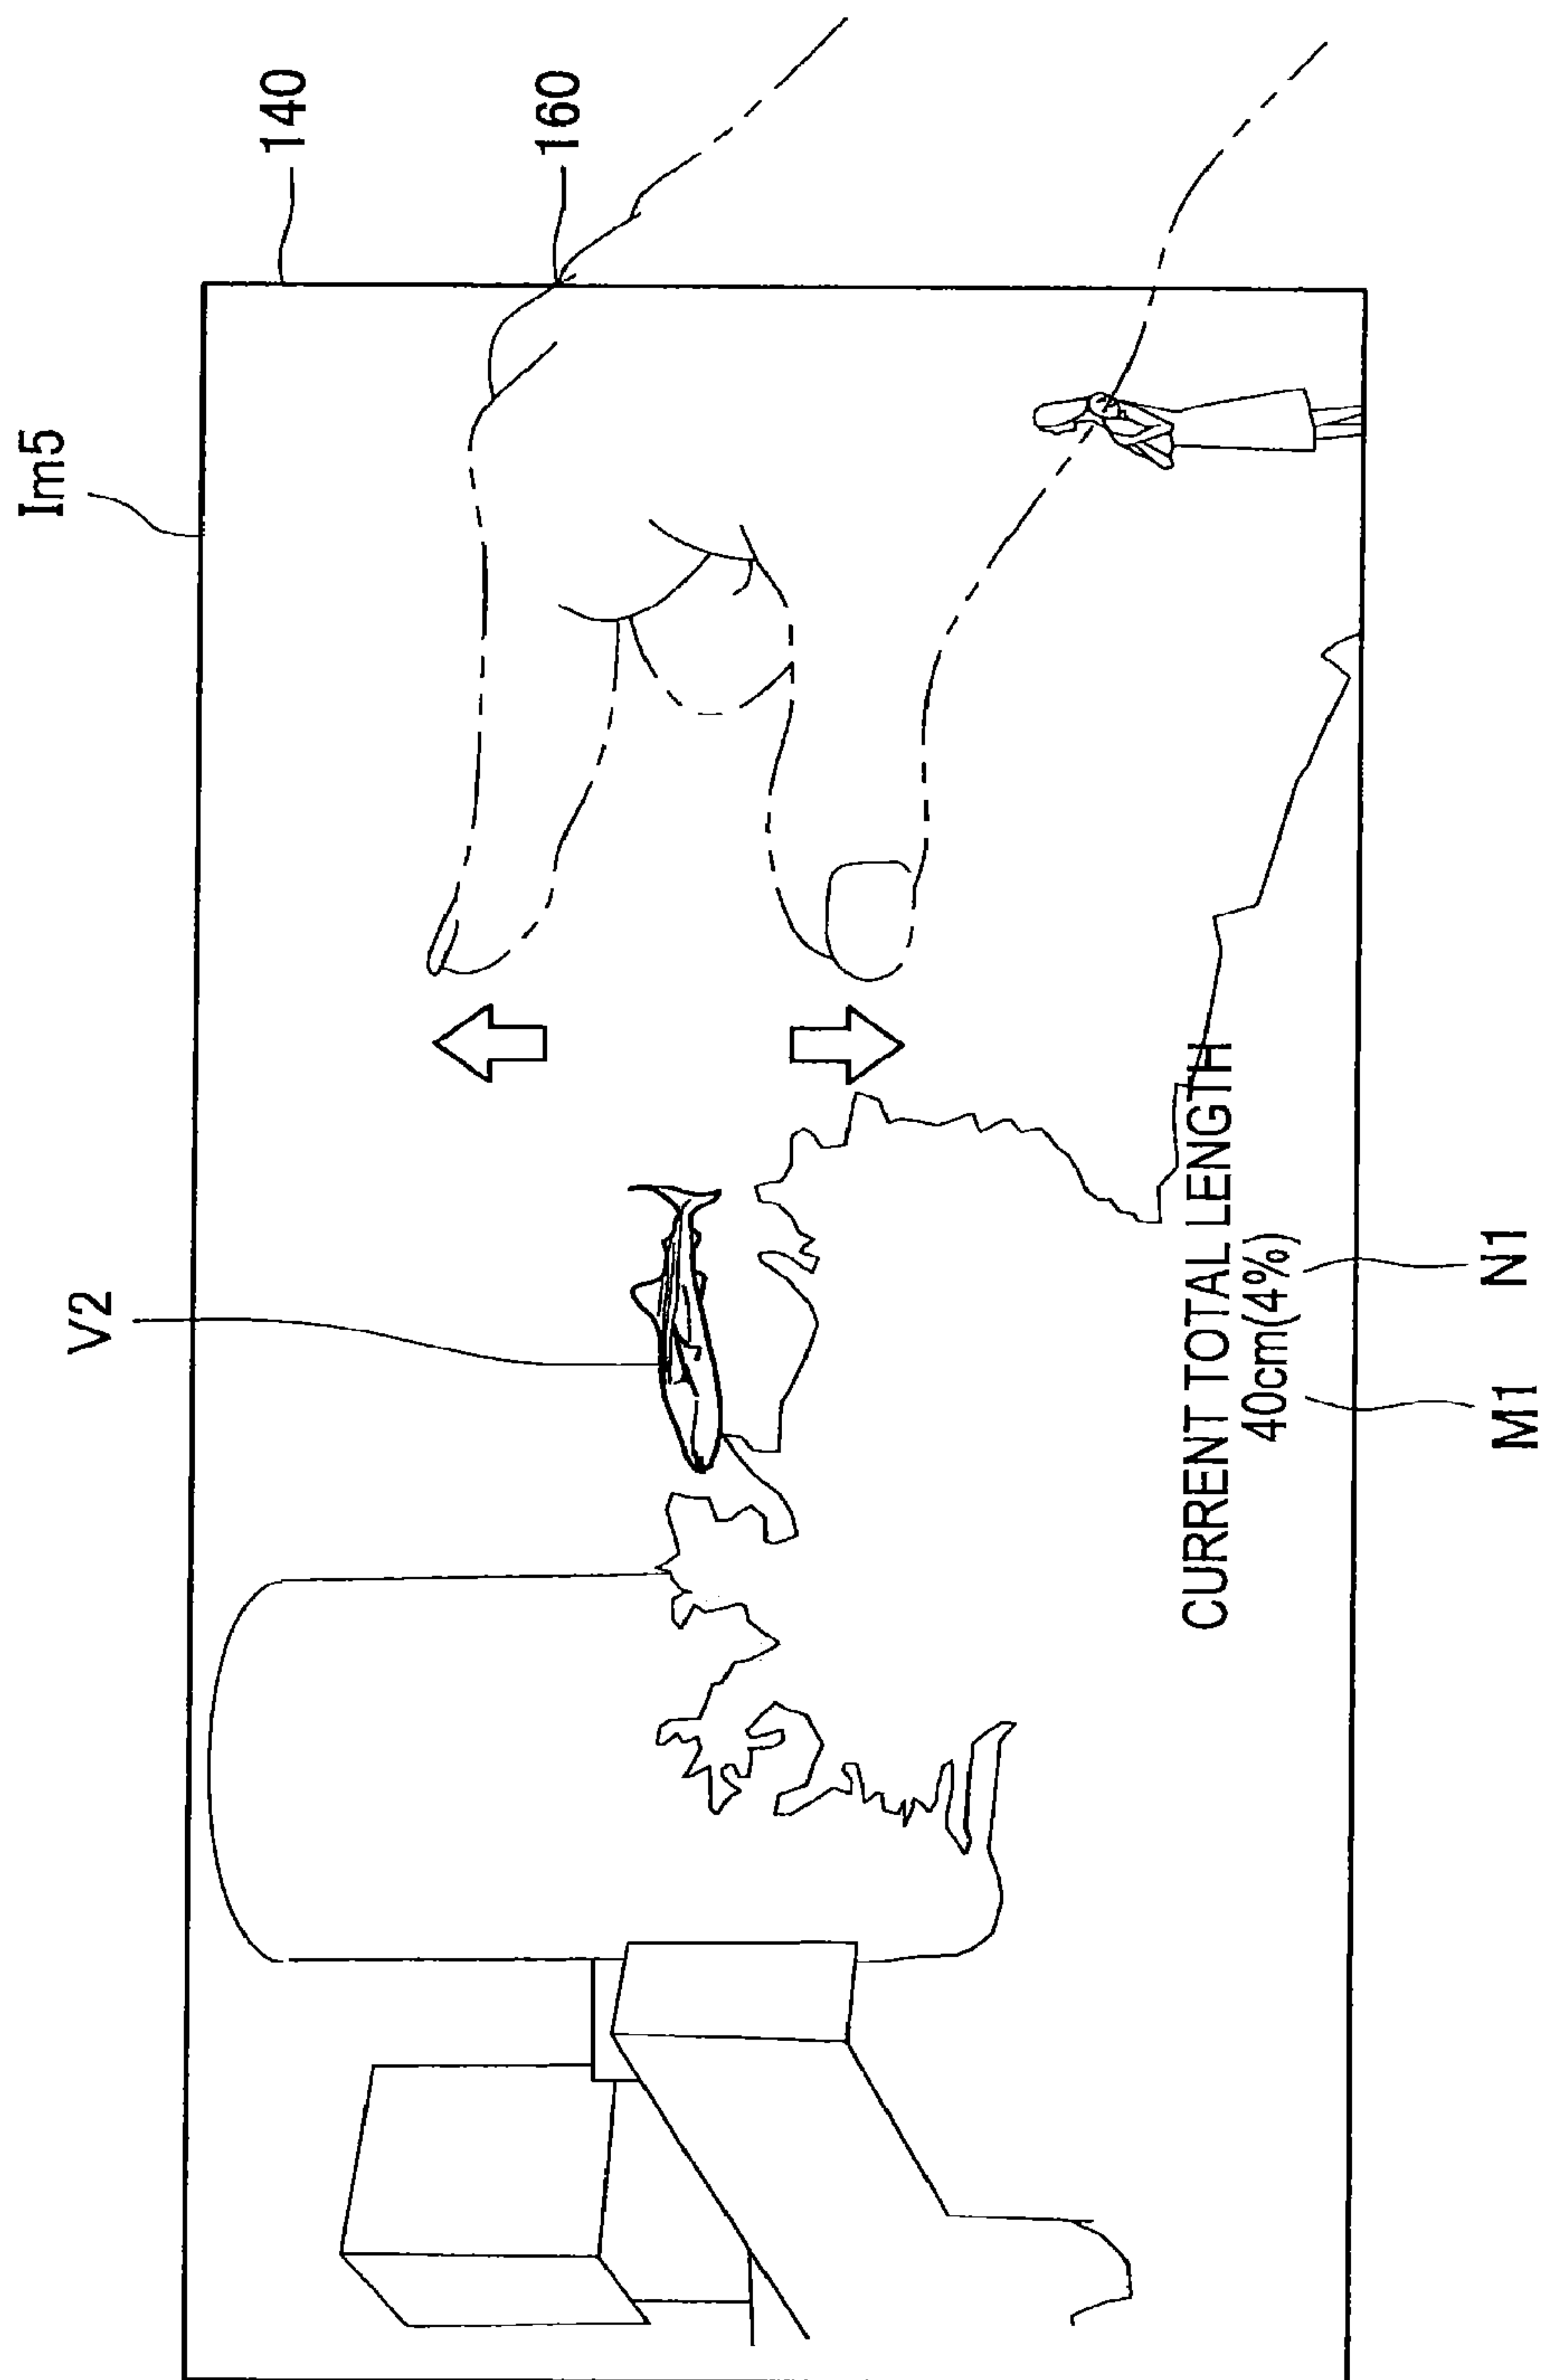 Im5
140
160
V2
CURRENT TOTAL LENGTH
40cm(4%)
M1
N1